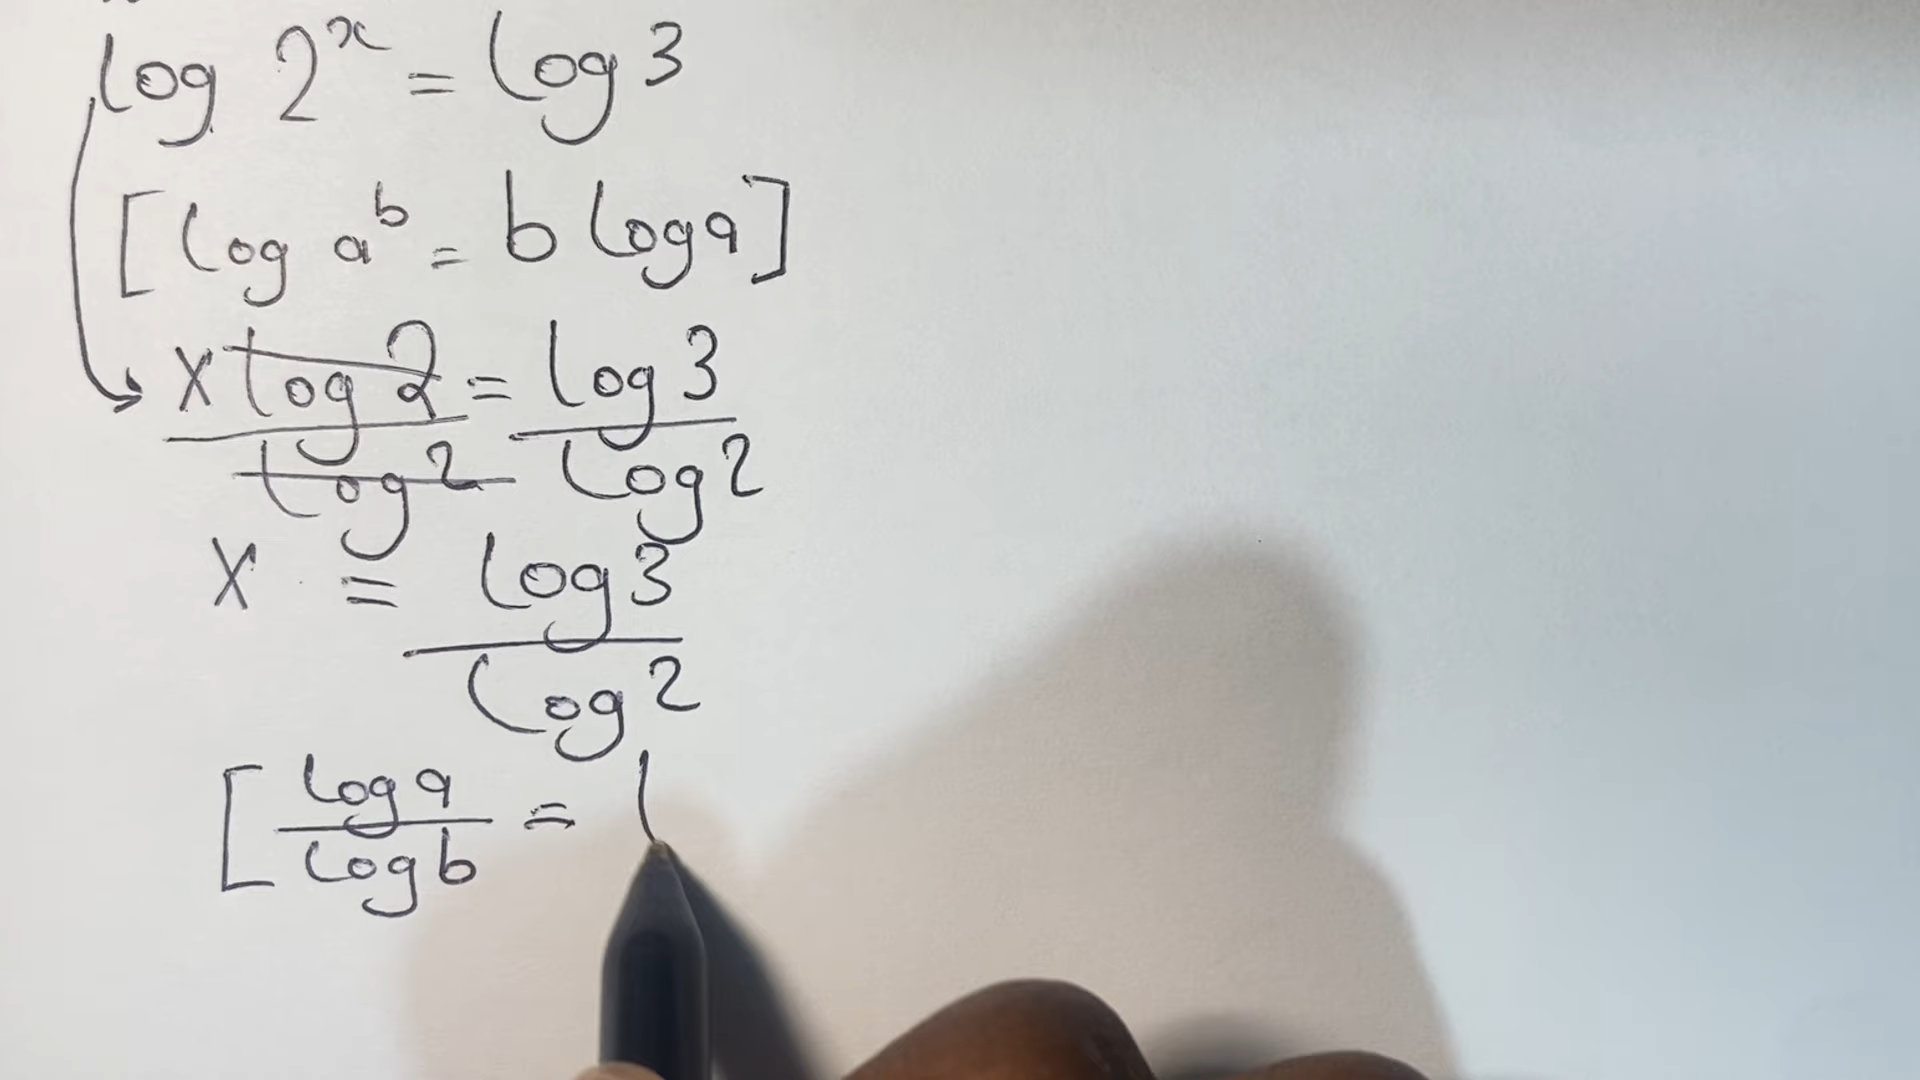 log 2^x = log 3
[log a^b = b log a]
x log 2 / log 2 = log 3 / log 2
x = log 3 / log 2
[log a / log b = l